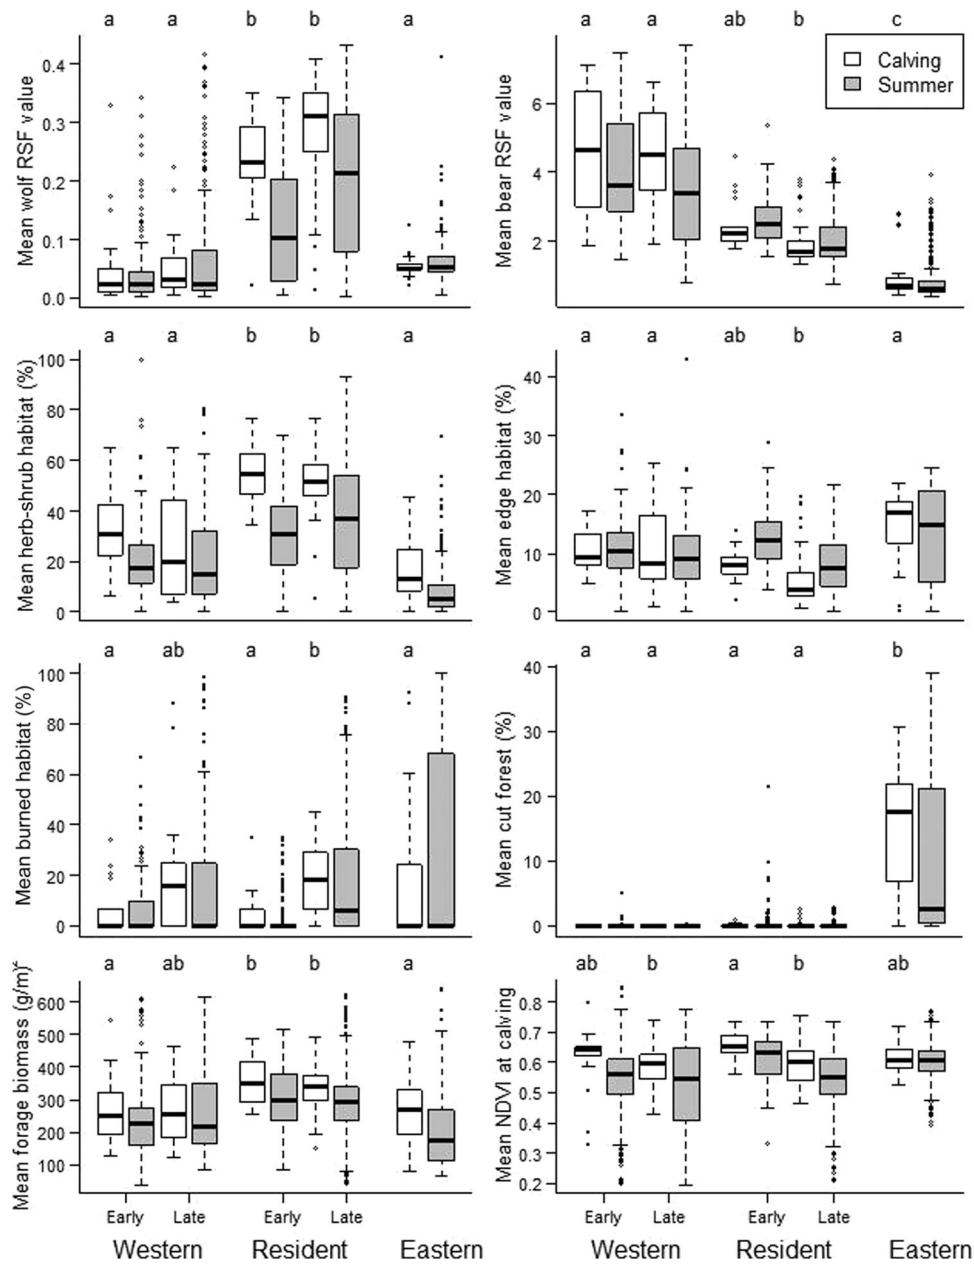 a a b b a
Mean wolf RSF value
0.4
0.3
0.2
0.1
0.0
a a ab b c
Mean bear RSF value
6
4
2
Calving
Summer
a a b b a
Mean herb-shrub habitat (%)
100
80
60
40
20
0
a a ab b a
Mean edge habitat (%)
40
30
20
10
0
a ab a b a
Mean burned habitat (%)
100
80
60
40
20
0
a a a a b
Mean cut forest (%)
40
30
20
10
0
a ab b b a
Mean forage biomass (g/m)²
600
500
400
300
200
100
ab b a b ab
Mean NDVI at calving
0.8
0.7
0.6
0.5
0.4
0.3
0.2
Early Late Early Late
Western Resident Eastern
Early Late Early Late
Western Resident Eastern